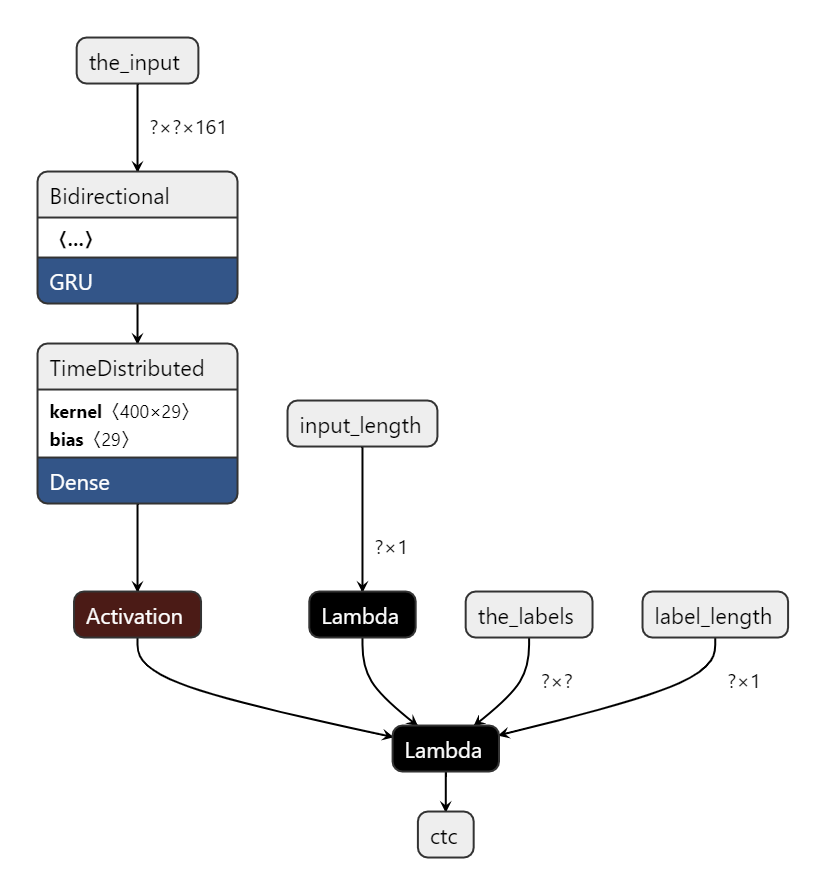 the_input
?×?×161
Bidirectional
〈…〉
GRU
TimeDistributed
kernel 〈400×29〉
bias 〈29〉
Dense
input_length
?×1
Activation
Lambda
the_labels
label_length
?×?
?×1
Lambda
ctc